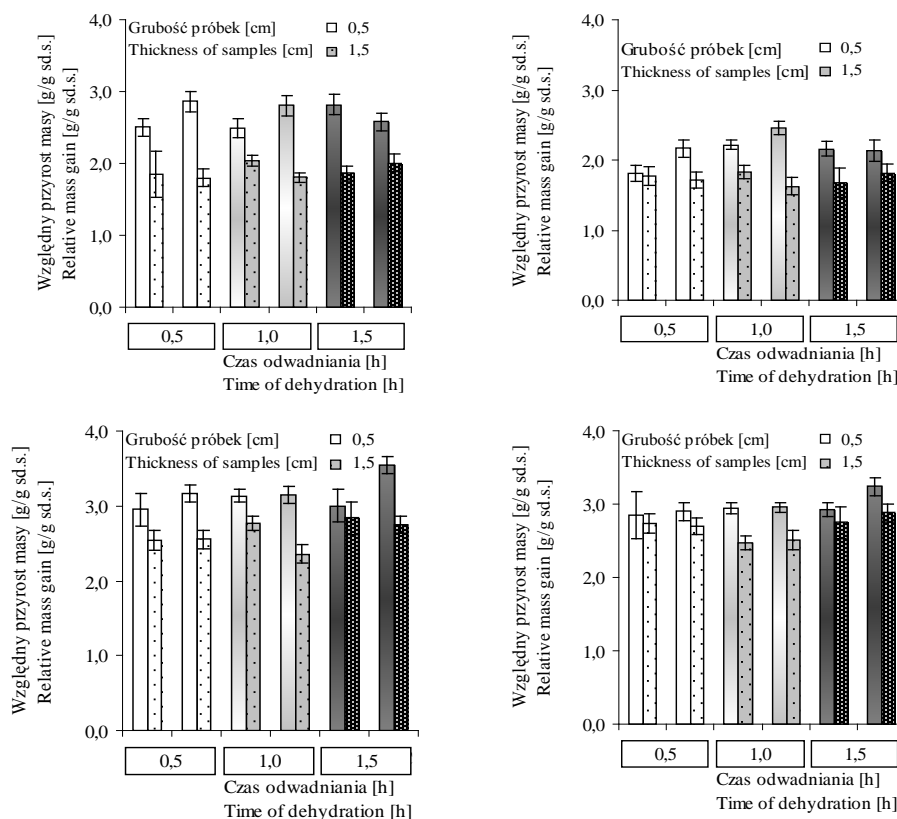 Względny przyrost masy [g/g sd.s.]
Relative mass gain [g/g sd.s.]
4,0
3,0
2,0
1,0
0,0
Grubość próbek [cm] 0,5
Thickness of samples [cm] 1,5
0,5 1,0 1,5
Czas odwadniania [h]
Time of dehydration [h]
Względny przyrost masy [g/g sd.s.]
Relative mass gain [g/g sd.s.]
4,0
3,0
2,0
1,0
0,0
Grubość próbek [cm] 0,5
Thickness of samples [cm] 1,5
0,5 1,0 1,5
Czas odwadniania [h]
Time of dehydration [h]
Względny przyrost masy [g/g sd.s.]
Relative mass gain [g/g sd.s.]
4,0
3,0
2,0
1,0
0,0
Grubość próbek [cm] 0,5
Thickness of samples [cm] 1,5
0,5 1,0 1,5
Czas odwadniania [h]
Time of dehydration [h]
Względny przyrost masy [g/g sd.s.]
Relative mass gain [g/g sd.s.]
4,0
3,0
2,0
1,0
0,0
Grubość próbek [cm] 0,5
Thickness of samples [cm] 1,5
0,5 1,0 1,5
Czas odwadniania [h]
Time of dehydration [h]